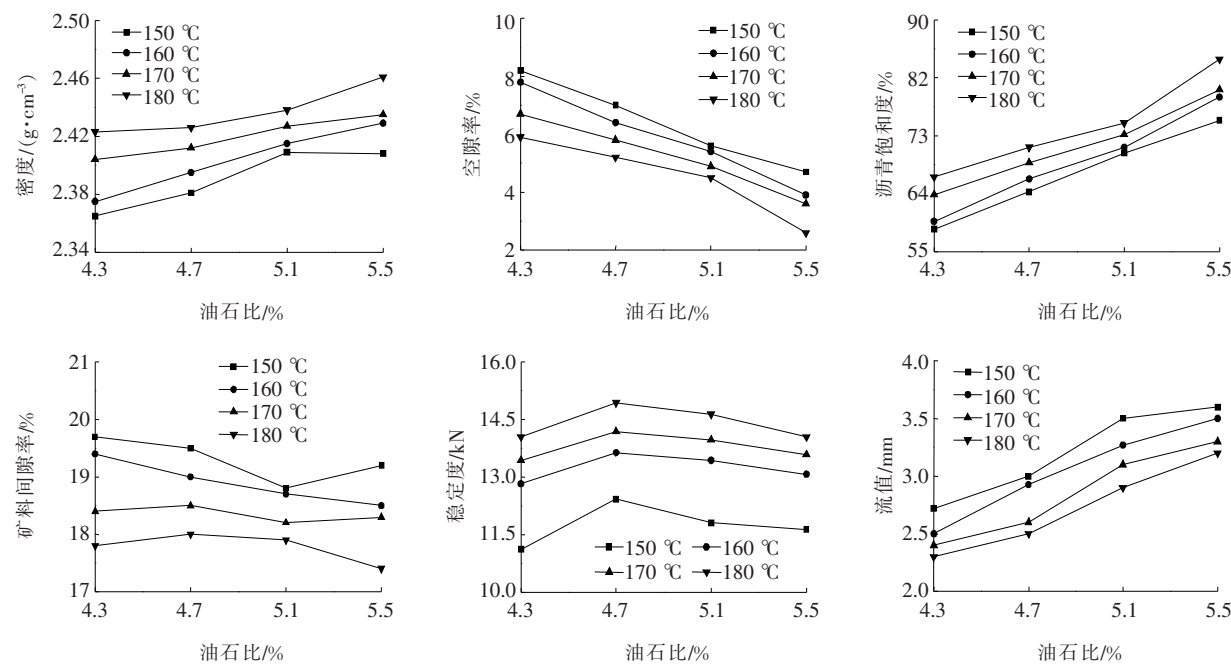 2.50
2.46
2.42
2.38
2.34
密度/(g·cm⁻³)
150 ℃
160 ℃
170 ℃
180 ℃
4.3 4.7 5.1 5.5
油石比/%
10
8
6
4
2
空隙率/%
150 ℃
160 ℃
170 ℃
180 ℃
4.3 4.7 5.1 5.5
油石比/%
90
82
73
64
55
沥青饱和度/%
150 ℃
160 ℃
170 ℃
180 ℃
4.3 4.7 5.1 5.5
油石比/%
21
20
19
18
17
矿料间隙率/%
150 ℃
160 ℃
170 ℃
180 ℃
4.3 4.7 5.1 5.5
油石比/%
16.0
14.5
13.0
11.5
10.0
稳定度/kN
150 ℃ 160 ℃
170 ℃ 180 ℃
4.3 4.7 5.1 5.5
油石比/%
4.0
3.5
3.0
2.5
2.0
流值/mm
150 ℃
160 ℃
170 ℃
180 ℃
4.3 4.7 5.1 5.5
油石比/%